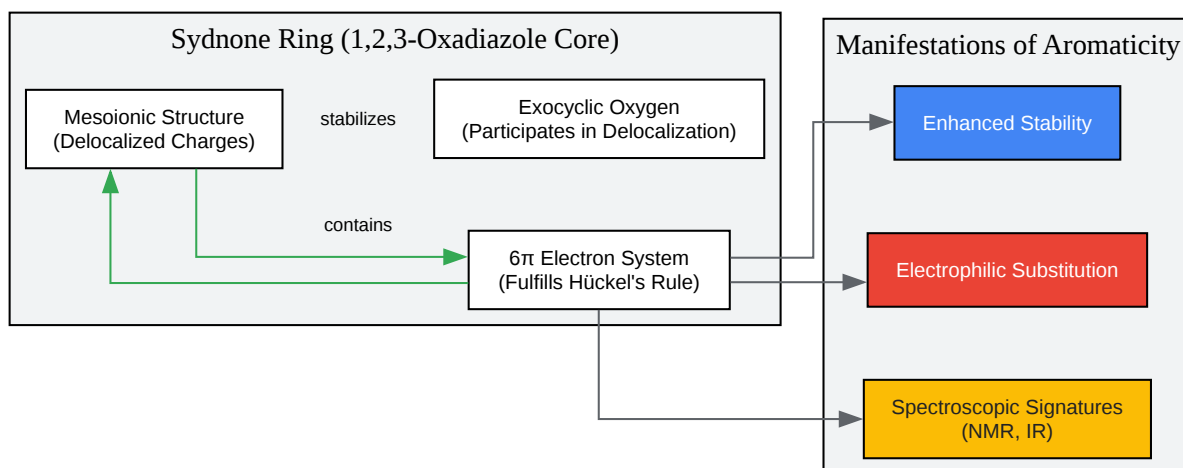 Sydnone Ring (1,2,3-Oxadiazole Core)
Mesoionic Structure
(Delocalized Charges)
stabilizes
Exocyclic Oxygen
(Participates in Delocalization)
contains
6π Electron System
(Fulfills Hückel's Rule)
Manifestations of Aromaticity
Enhanced Stability
Electrophilic Substitution
Spectroscopic Signatures
(NMR, IR)